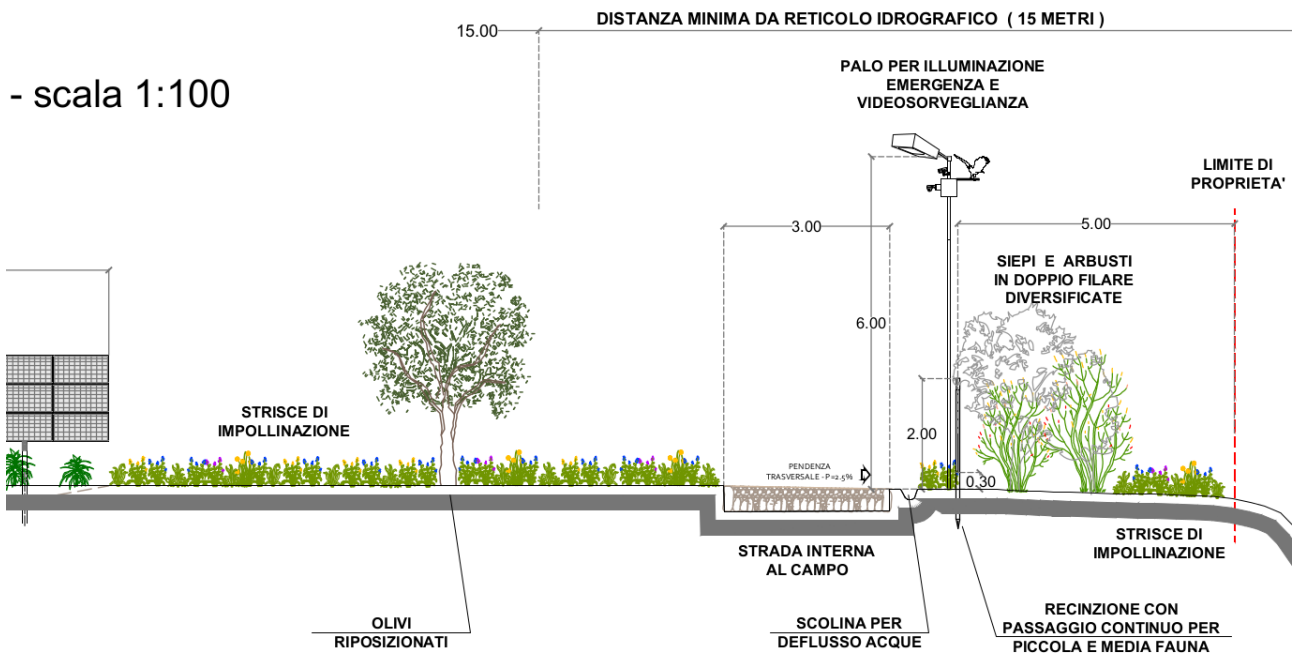 DISTANZA MINIMA DA RETICOLO IDROGRAFICO ( 15 METRI )
15.00
- scala 1:100
PALO PER ILLUMINAZIONE
EMERGENZA E
VIDEOSORVEGLIANZA
LIMITE DI
PROPRIETA'
3.00
5.00
SIEPI E ARBUSTI
IN DOPPIO FILARE
DIVERSIFICATE
6.00
STRISCE DI
IMPOLLINAZIONE
2.00
PENDENZA
TRASVERSALE - P=2.5%
0.30
STRADA INTERNA
AL CAMPO
STRISCE DI
IMPOLLINAZIONE
OLIVI
RIPOSIZIONATI
SCOLINA PER
DEFLUSSO ACQUE
RECINZIONE CON
PASSAGGIO CONTINUO PER
PICCOLA E MEDIA FAUNA